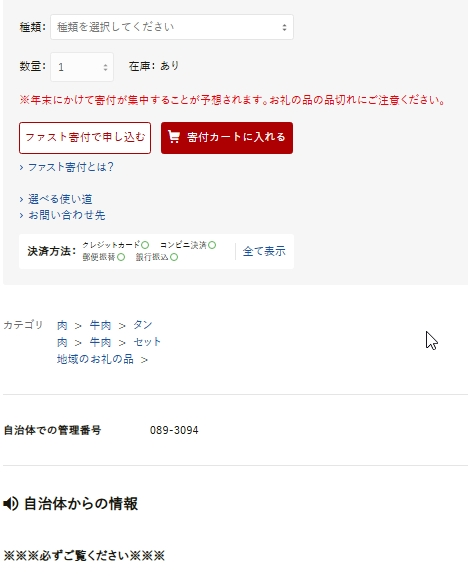 種類: 種類を選択してください
数量: 1 在庫: あり
※年末にかけて寄付が集中することが予想されます。お礼の品の品切れにご注意ください。
ファスト寄付で申し込む 寄付カートに入れる
› ファスト寄付とは?
› 選べる使い道
› お問い合わせ先
決済方法: クレジットカード○ コンビニ決済○
郵便振替○ 銀行振込○ 全て表示
カテゴリ 肉 > 牛肉 > タン
肉 > 牛肉 > セット
地域のお礼の品 >
自治体での管理番号 089-3094
自治体からの情報
※※※必ずご覧ください※※※